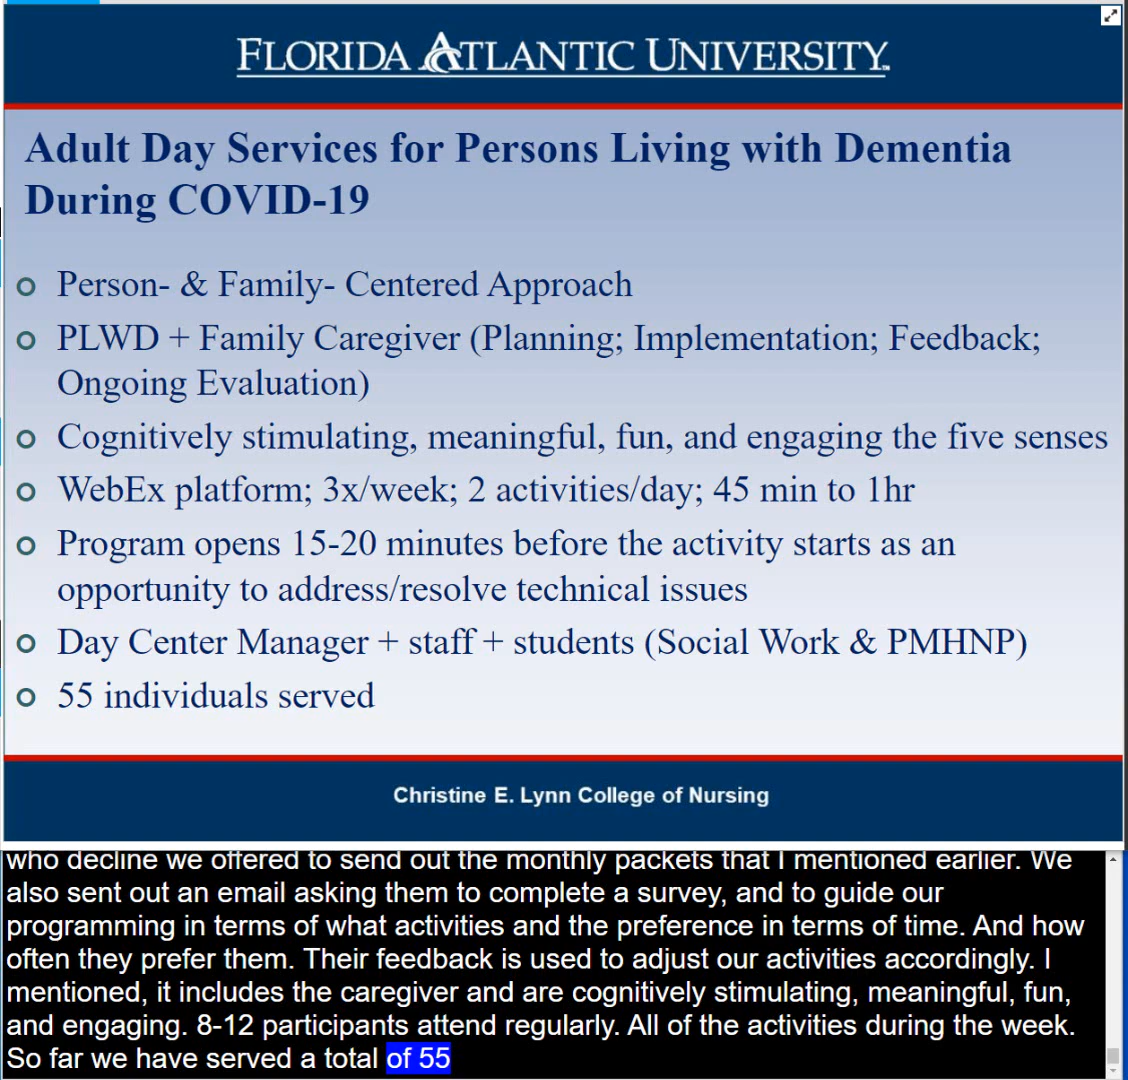 FLORIDA ATLANTIC UNIVERSITY™
Adult Day Services for Persons Living with Dementia
During COVID-19
Person- & Family- Centered Approach
PLWD + Family Caregiver (Planning; Implementation; Feedback;
Ongoing Evaluation)
Cognitively stimulating, meaningful, fun, and engaging the five senses
WebEx platform; 3x/week; 2 activities/day; 45 min to 1hr
Program opens 15-20 minutes before the activity starts as an
opportunity to address/resolve technical issues
Day Center Manager + staff + students (Social Work & PMHNP)
55 individuals served
Christine E. Lynn College of Nursing
who decline we offered to send out the monthly packets that I mentioned earlier. We
also sent out an email asking them to complete a survey, and to guide our
programming in terms of what activities and the preference in terms of time. And how
often they prefer them. Their feedback is used to adjust our activities accordingly. I
mentioned, it includes the caregiver and are cognitively stimulating, meaningful, fun,
and engaging. 8-12 participants attend regularly. All of the activities during the week.
So far we have served a total of 55